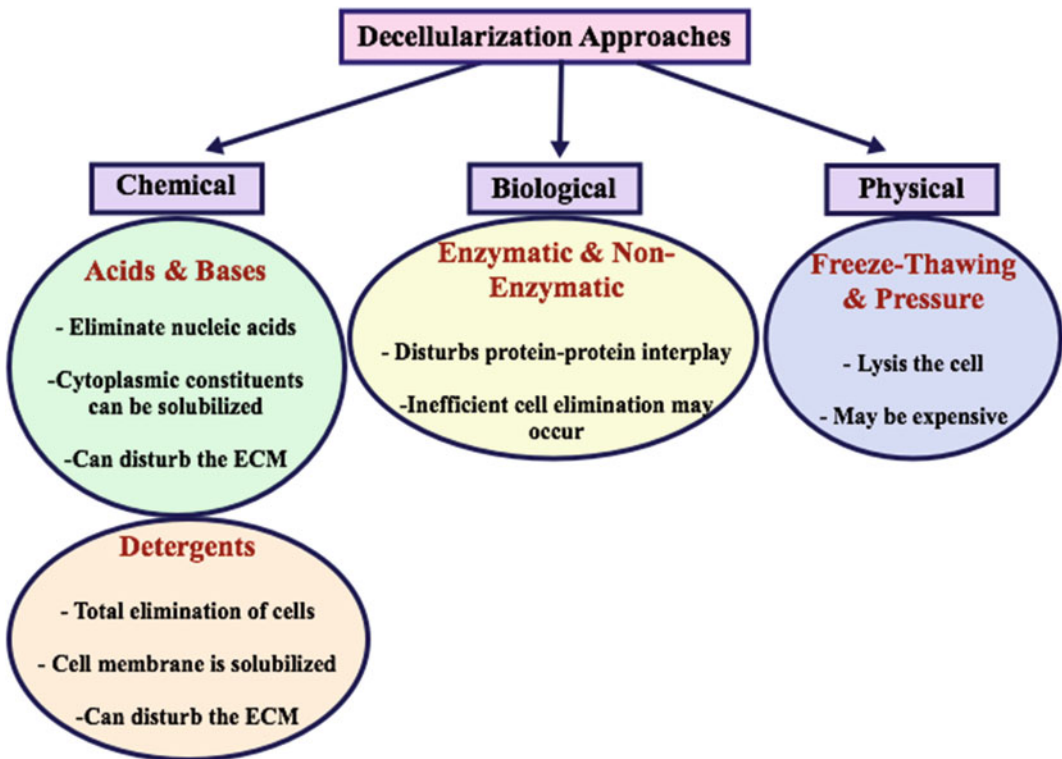 Decellularization Approaches
Chemical
Biological
Physical
Acids & Bases
- Eliminate nucleic acids
-Cytoplasmic constituents
can be solubilized
-Can disturb the ECM
Enzymatic & Non-
Enzymatic
- Disturbs protein-protein interplay
-Inefficient cell elimination may
occur
Freeze-Thawing
& Pressure
- Lysis the cell
- May be expensive
Detergents
- Total elimination of cells
- Cell membrane is solubilized
-Can disturb the ECM